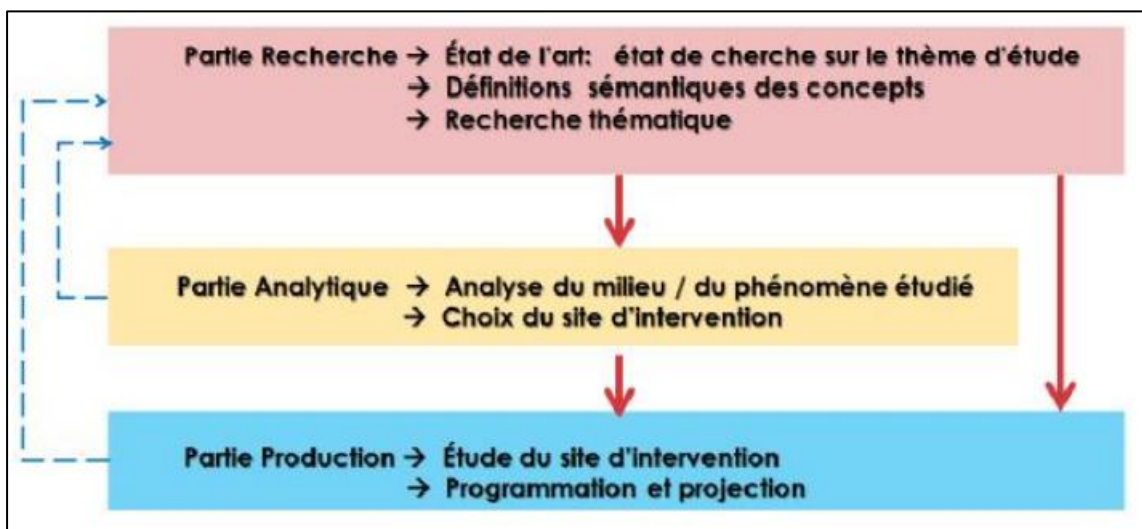 Partie Recherche → État de l'art: état de cherche sur le thème d'étude
→ Définitions sémantiques des concepts
→ Recherche thématique
Partie Analytique → Analyse du milieu / du phénomène étudié
→ Choix du site d'intervention
Partie Production → Étude du site d'intervention
→ Programmation et projection